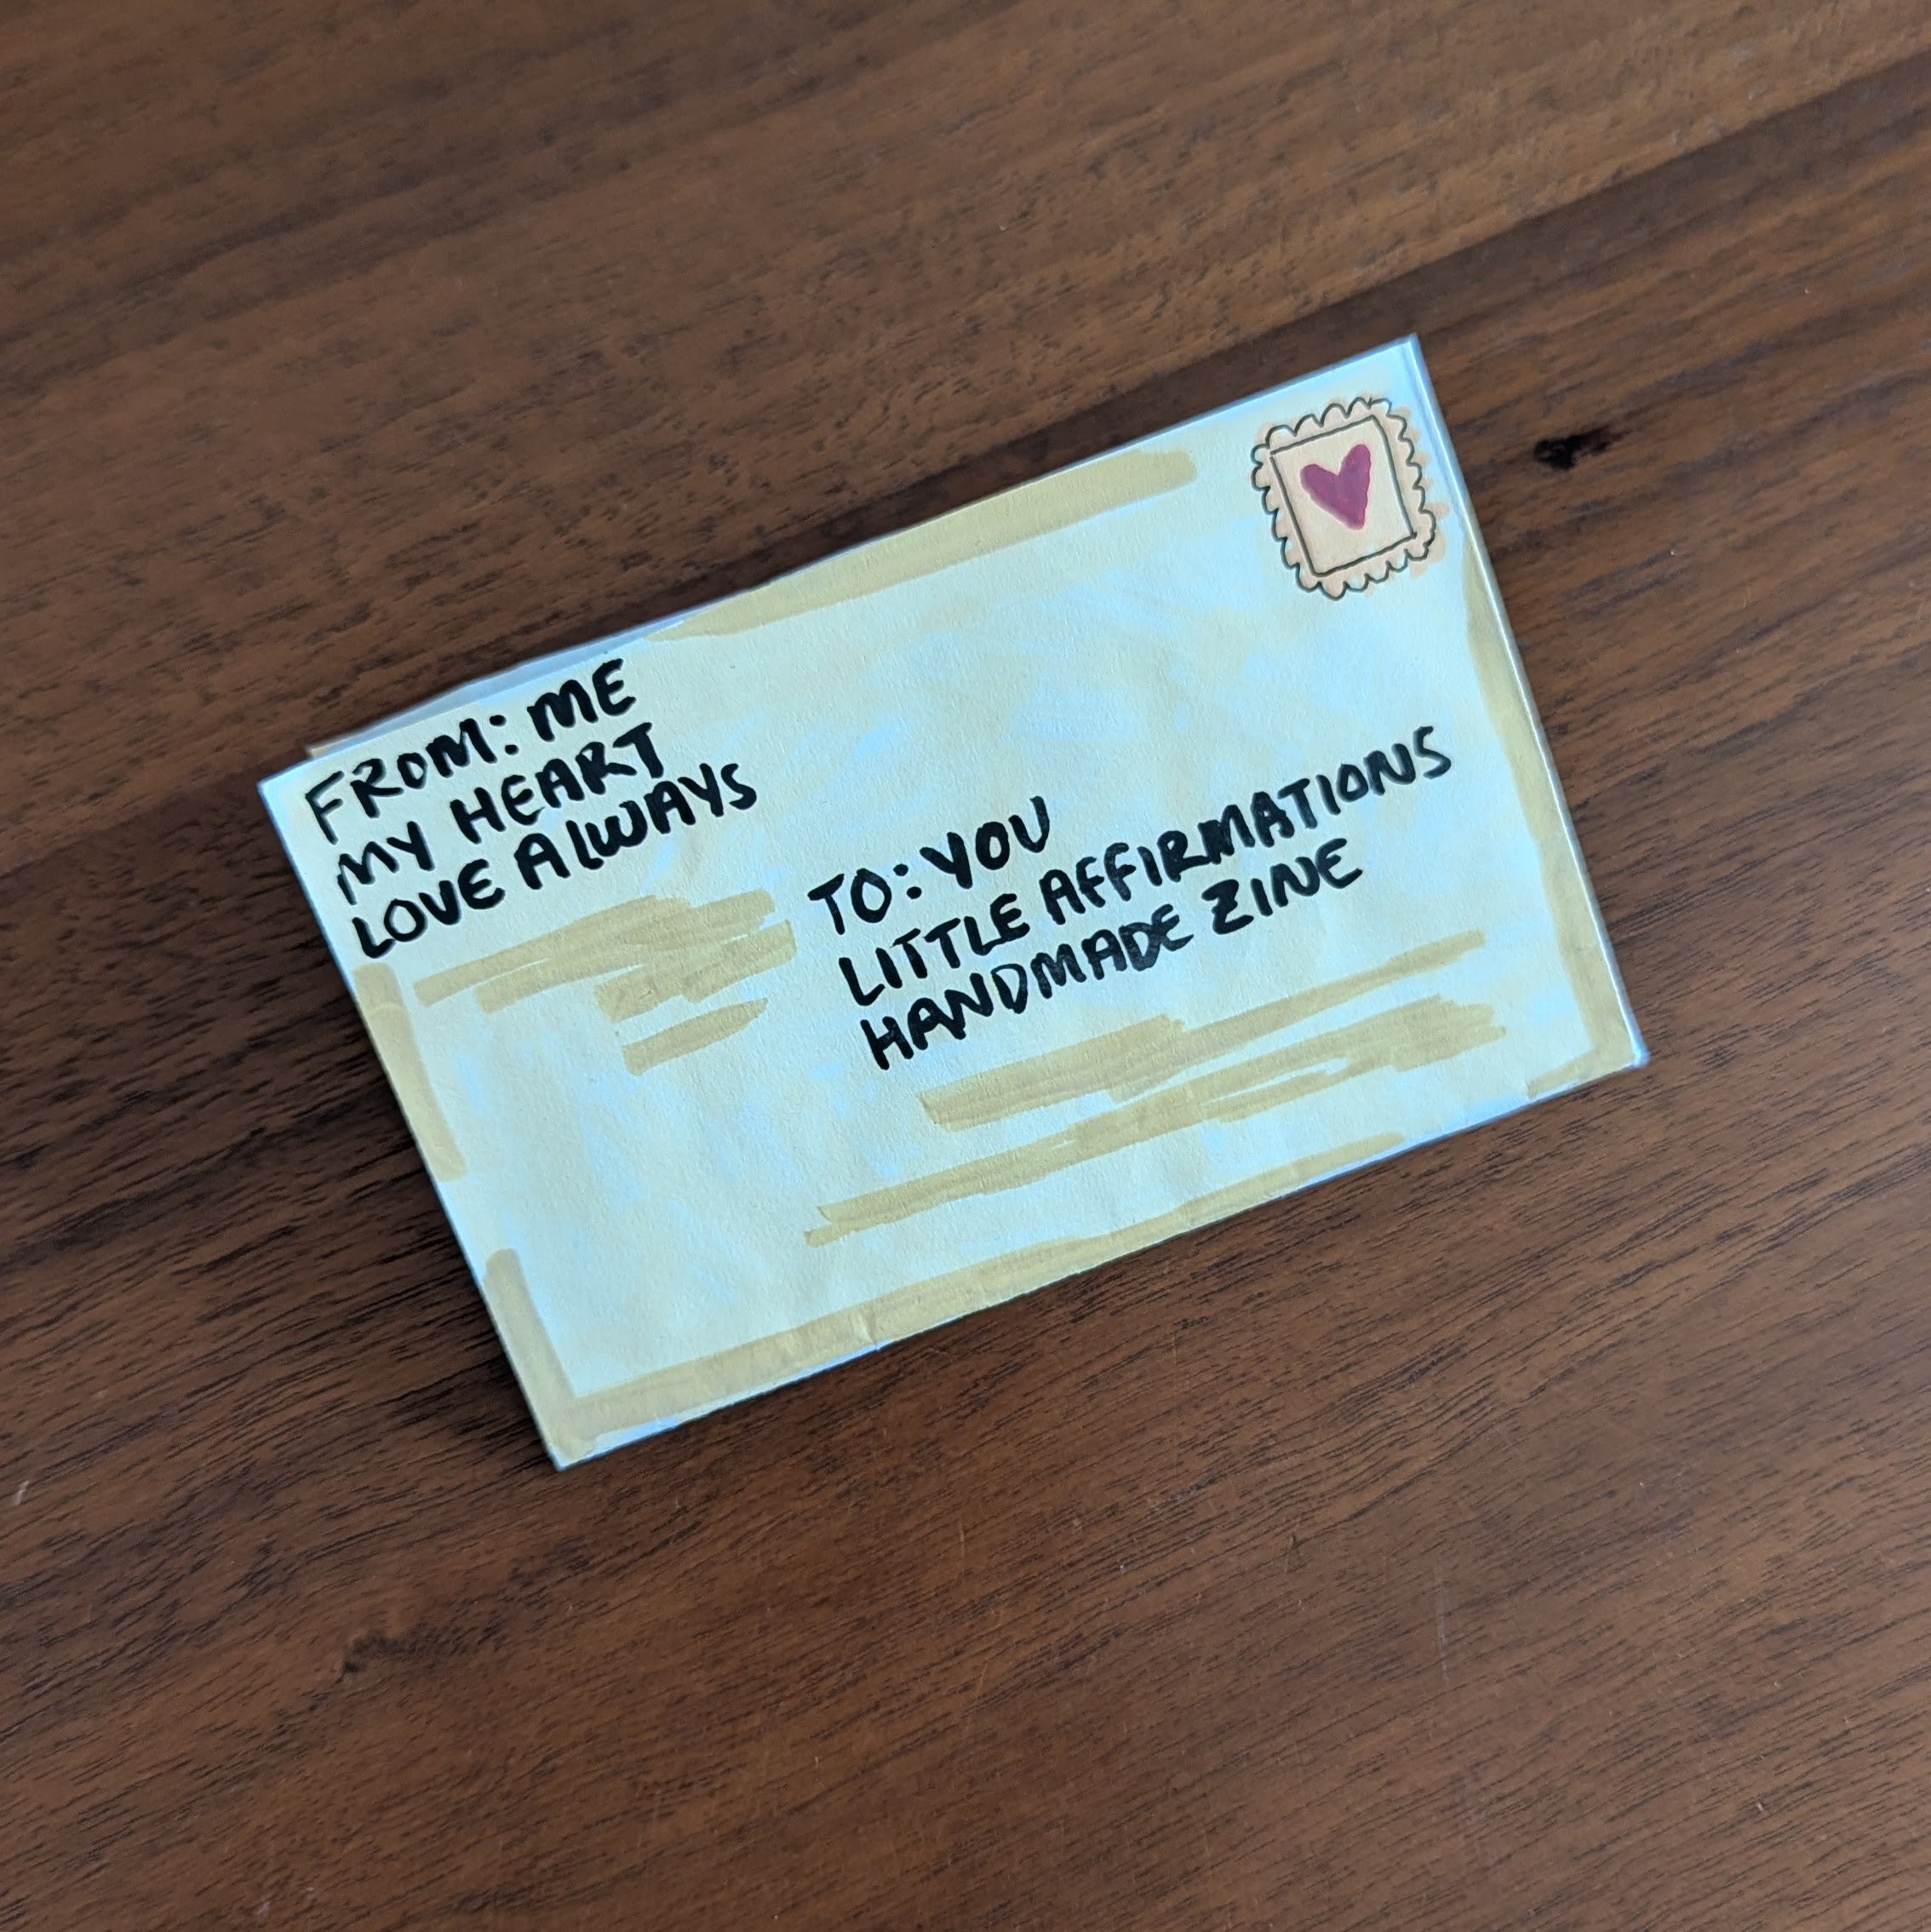 FROM: ME
MY HEART
LOVE ALWAYS
TO: YOU
LITTLE AFFIRMATIONS
HANDMADE ZINE